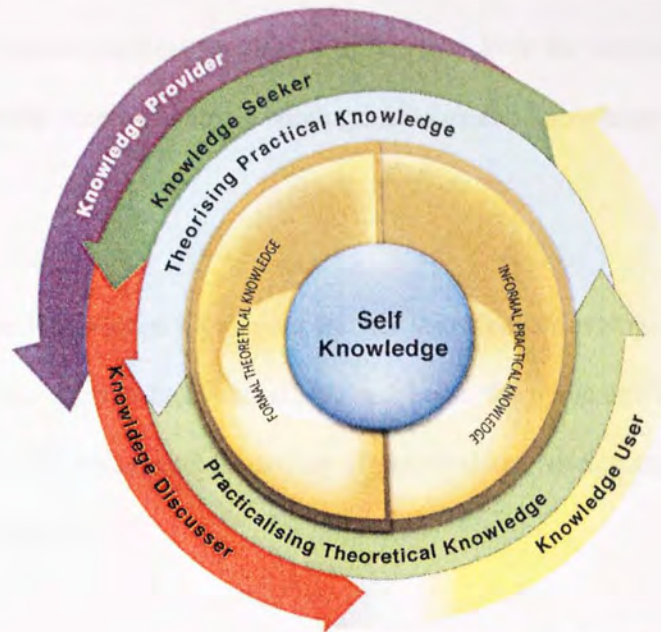 Knowledge Provider
Knowledge Seeker
Theorising Practical Knowledge
FORMAL THEORETICAL KNOWLEDGE
Self
Knowledge
INFORMAL PRACTICAL KNOWLEDGE
Practicalising Theoretical Knowledge
Knowldege Discusser
Knowledge User